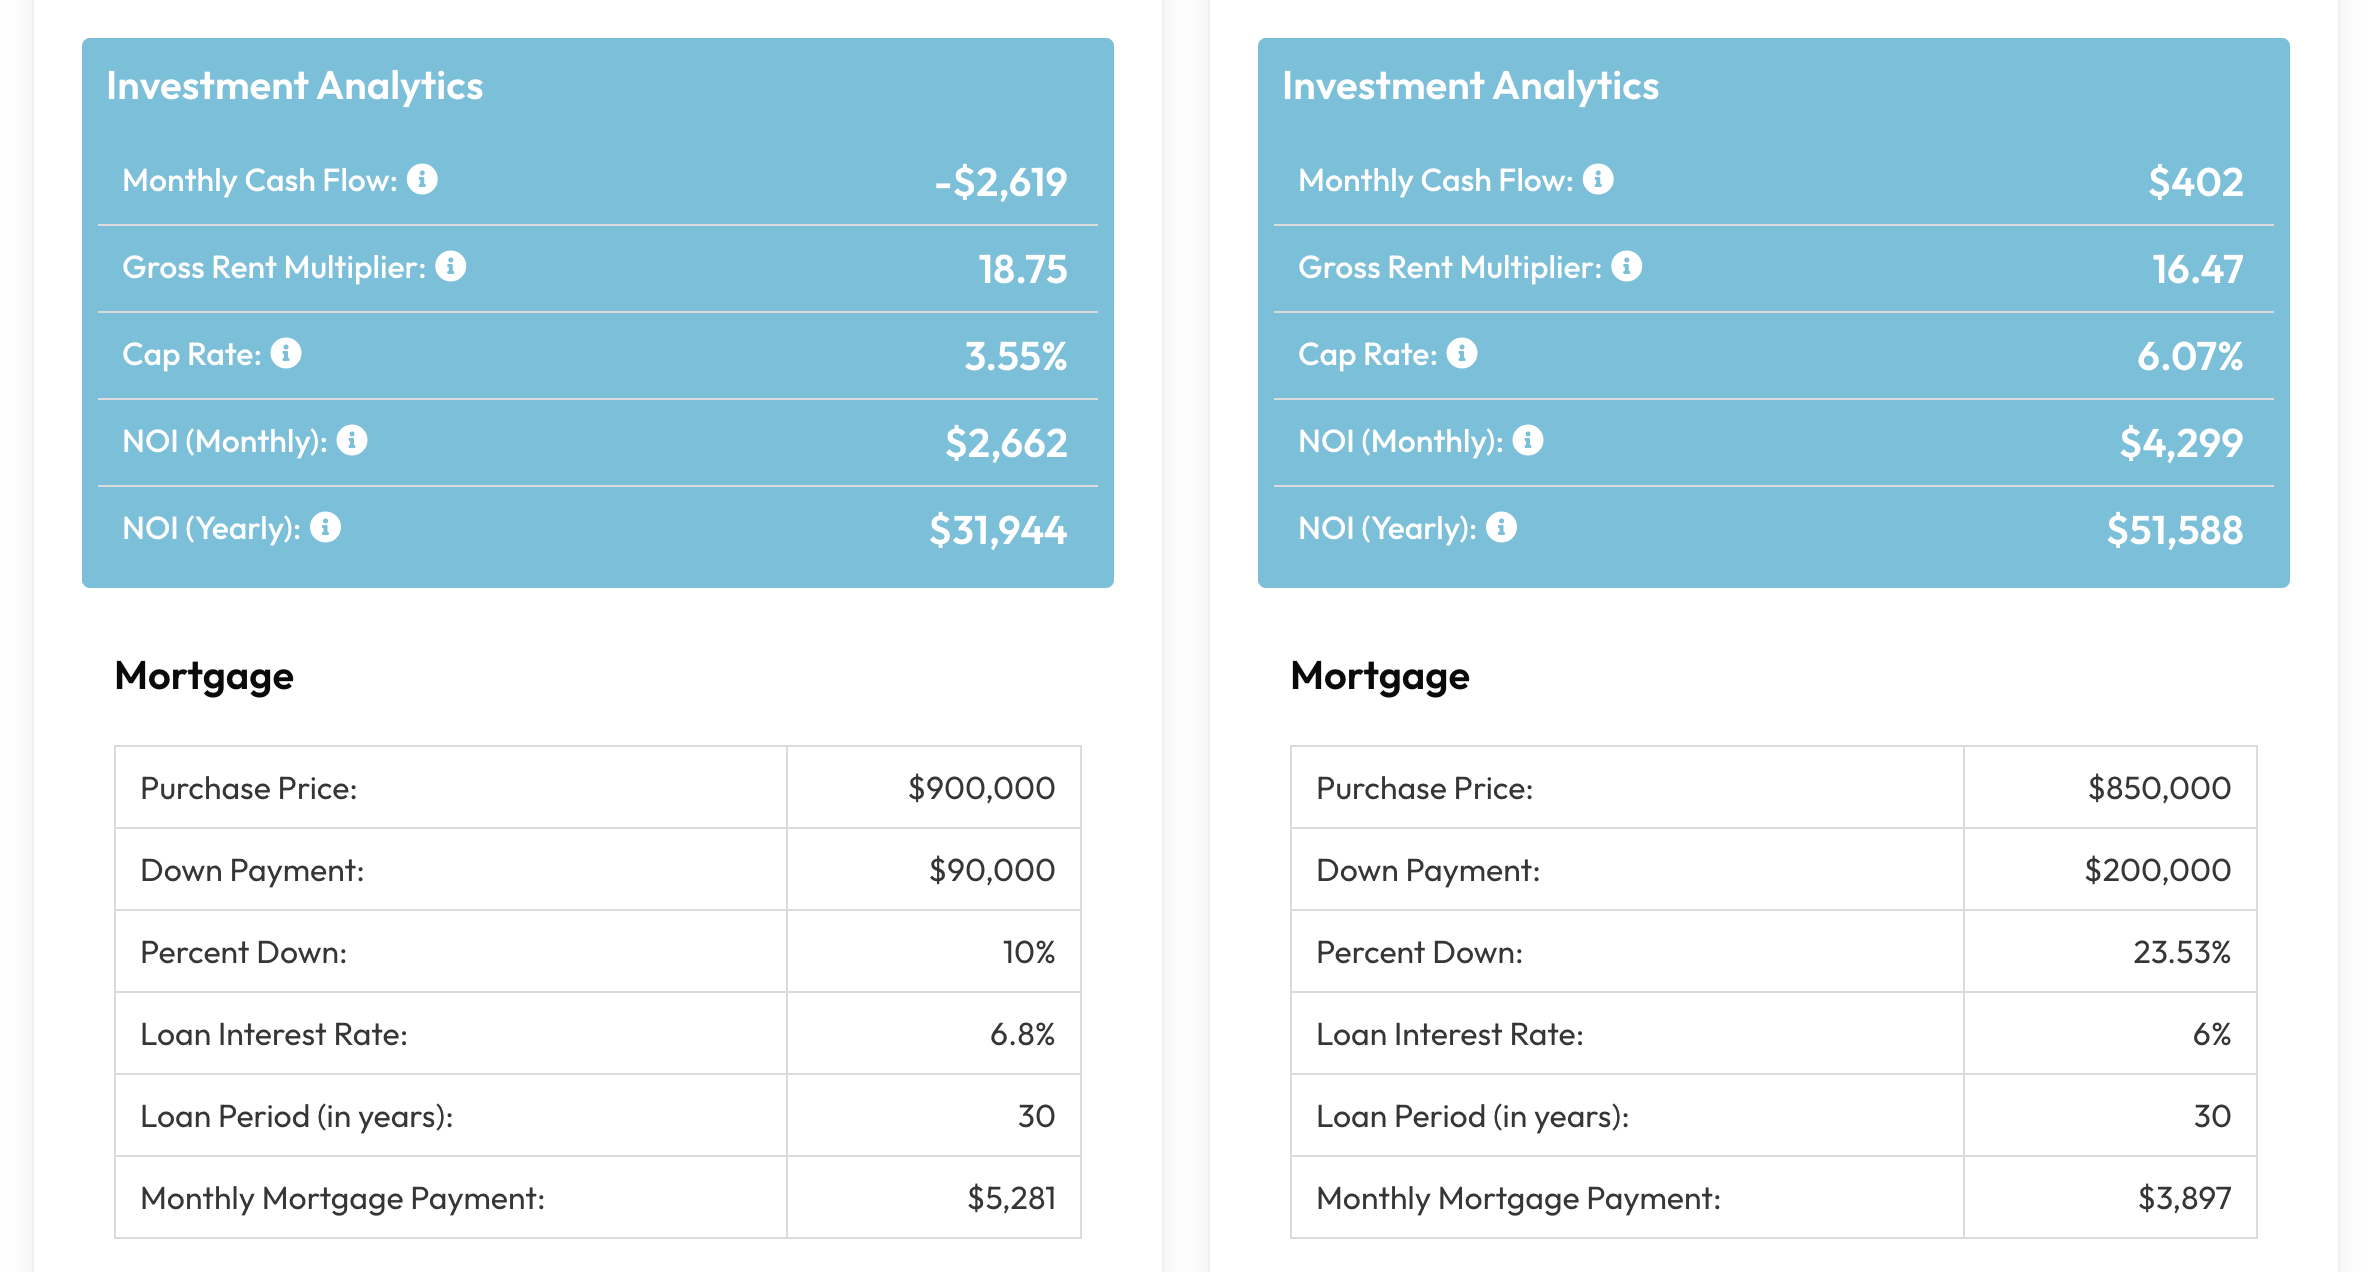 Investment Analytics
Monthly Cash Flow: -$2,619
Gross Rent Multiplier: 18.75
Cap Rate: 3.55%
NOI (Monthly): $2,662
NOI (Yearly): $31,944
Mortgage
Purchase Price: $900,000
Down Payment: $90,000
Percent Down: 10%
Loan Interest Rate: 6.8%
Loan Period (in years): 30
Monthly Mortgage Payment: $5,281
Investment Analytics
Monthly Cash Flow: $402
Gross Rent Multiplier: 16.47
Cap Rate: 6.07%
NOI (Monthly): $4,299
NOI (Yearly): $51,588
Mortgage
Purchase Price: $850,000
Down Payment: $200,000
Percent Down: 23.53%
Loan Interest Rate: 6%
Loan Period (in years): 30
Monthly Mortgage Payment: $3,897